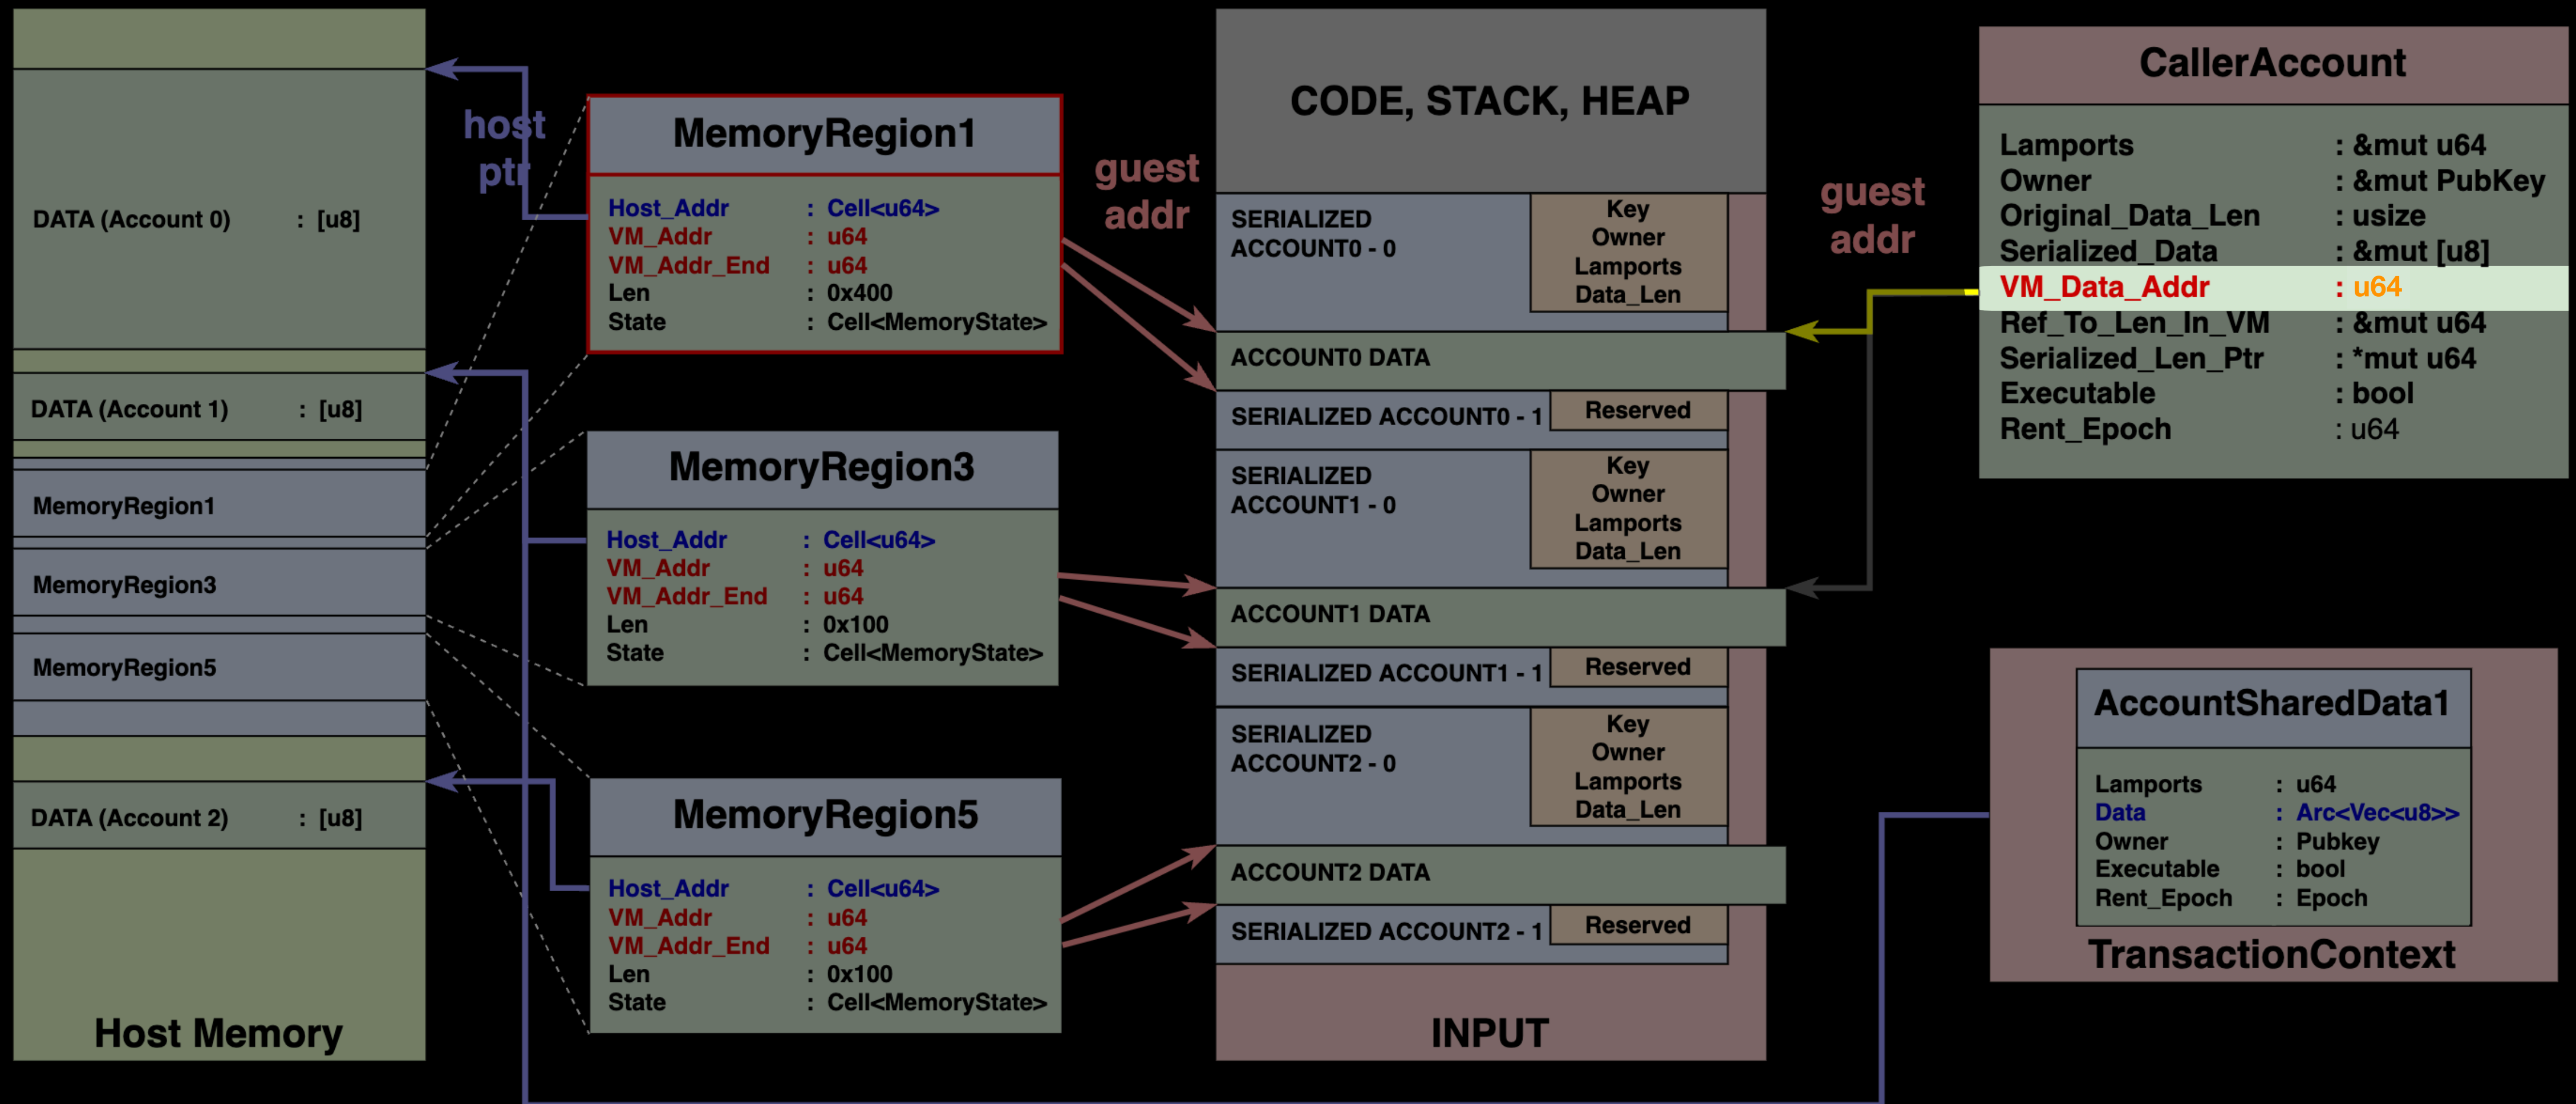 DATA (Account 0) : [u8]
DATA (Account 1) : [u8]
MemoryRegion1
MemoryRegion3
MemoryRegion5
DATA (Account 2) : [u8]
Host Memory
host
ptr
MemoryRegion1
Host_Addr : Cell<u64>
VM_Addr : u64
VM_Addr_End : u64
Len : 0x400
State : Cell<MemoryState>
MemoryRegion3
Host_Addr : Cell<u64>
VM_Addr : u64
VM_Addr_End : u64
Len : 0x100
State : Cell<MemoryState>
MemoryRegion5
Host_Addr : Cell<u64>
VM_Addr : u64
VM_Addr_End : u64
Len : 0x100
State : Cell<MemoryState>
guest
addr
CODE, STACK, HEAP
SERIALIZED
ACCOUNT0 - 0
Key
Owner
Lamports
Data_Len
ACCOUNT0 DATA
SERIALIZED ACCOUNT0 - 1
Reserved
SERIALIZED
ACCOUNT1 - 0
Key
Owner
Lamports
Data_Len
ACCOUNT1 DATA
SERIALIZED ACCOUNT1 - 1
Reserved
SERIALIZED
ACCOUNT2 - 0
Key
Owner
Lamports
Data_Len
ACCOUNT2 DATA
SERIALIZED ACCOUNT2 - 1
Reserved
INPUT
guest
addr
CallerAccount
Lamports : &mut u64
Owner : &mut PubKey
Original_Data_Len : usize
Serialized_Data : &mut [u8]
VM_Data_Addr : u64
Ref_To_Len_In_VM : &mut u64
Serialized_Len_Ptr : *mut u64
Executable : bool
Rent_Epoch : u64
AccountSharedData1
Lamports : u64
Data : Arc<Vec<u8>>
Owner : Pubkey
Executable : bool
Rent_Epoch : Epoch
TransactionContext